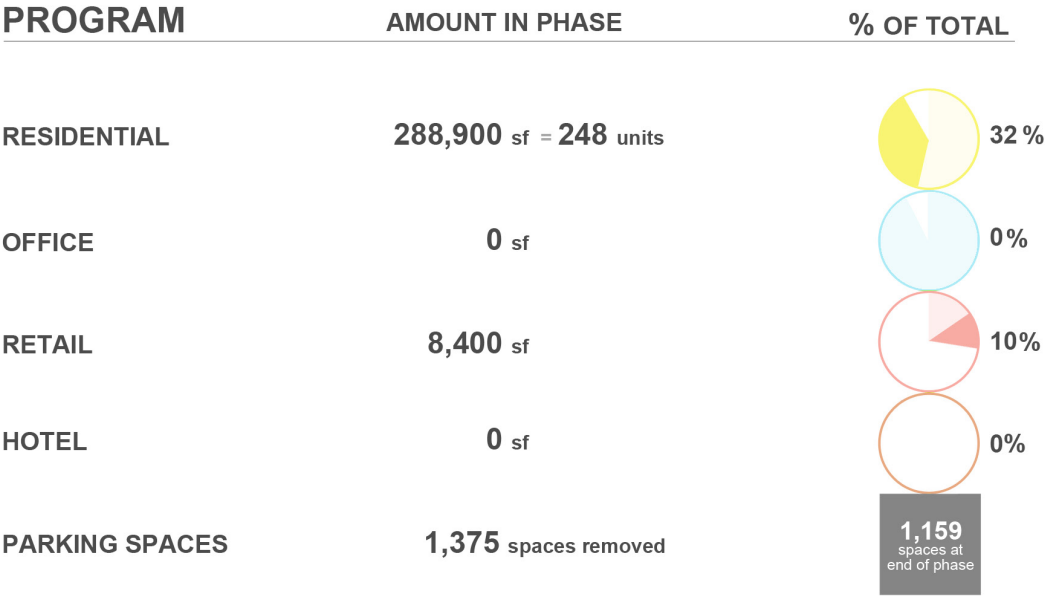 PROGRAM AMOUNT IN PHASE % OF TOTAL
RESIDENTIAL 288,900 sf = 248 units 32 %
OFFICE 0 sf 0%
RETAIL 8,400 sf 10%
HOTEL 0 sf 0%
PARKING SPACES 1,375 spaces removed 1,159
spaces at
end of phase